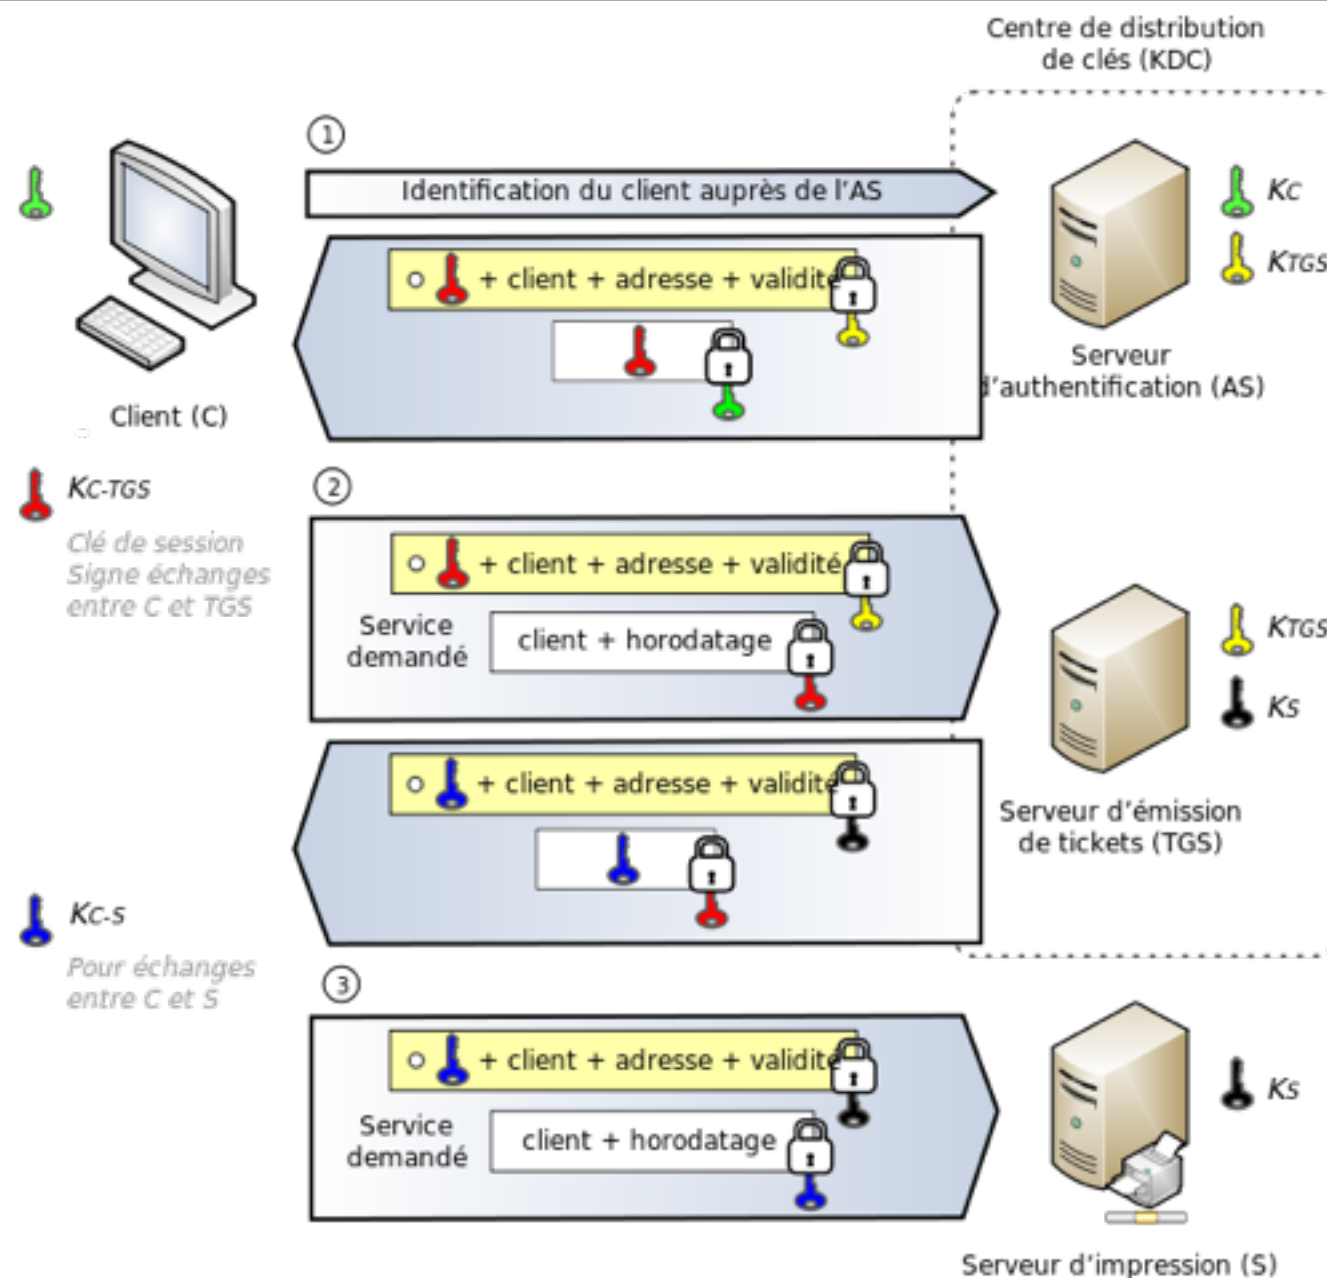 Centre de distribution
de clés (KDC)
1
Identification du client auprès de l'AS
KC
KTGS
+ client + adresse + validité
Serveur
d'authentification (AS)
Client (C)
KC-TGS
Clé de session
Signe échanges
entre C et TGS
2
+ client + adresse + validité
Service
demandé
client + horodatage
KTGS
KS
+ client + adresse + validité
Serveur d'émission
de tickets (TGS)
KC-S
Pour échanges
entre C et S
3
+ client + adresse + validité
Service
demandé
client + horodatage
KS
Serveur d'impression (S)